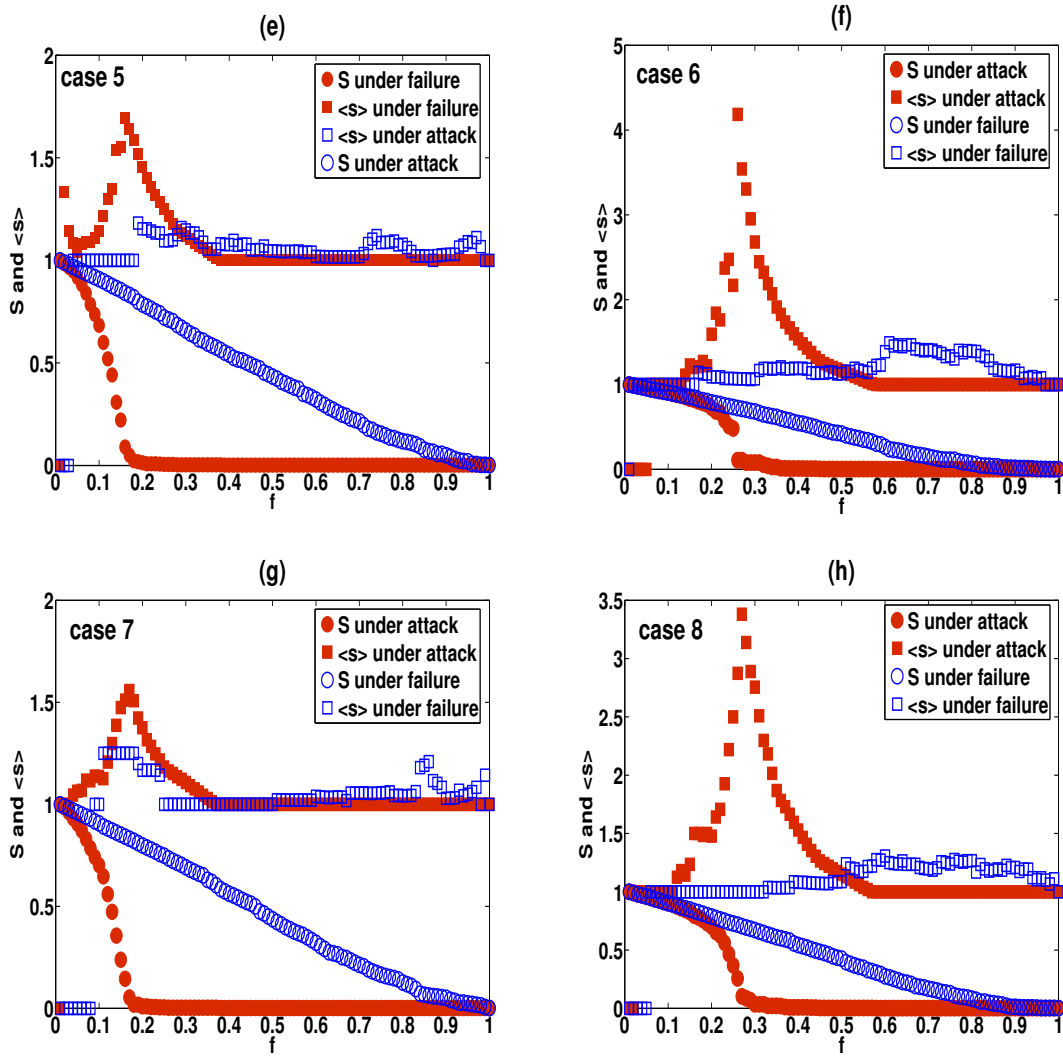 (e)
case 5
S under failure
<s> under failure
<s> under attack
S under attack
S and <s>
2
1.5
1
0.5
0
0 0.1 0.2 0.3 0.4 0.5 0.6 0.7 0.8 0.9 1
f
(f)
case 6
S under attack
<s> under attack
S under failure
<s> under failure
S and <s>
5
4
3
2
1
0
0 0.1 0.2 0.3 0.4 0.5 0.6 0.7 0.8 0.9 1
f
(g)
case 7
S under attack
<s> under attack
S under failure
<s> under failure
S and <s>
2
1.5
1
0.5
0
0 0.1 0.2 0.3 0.4 0.5 0.6 0.7 0.8 0.9 1
f
(h)
case 8
S under attack
<s> under attack
S under failure
<s> under failure
S and <s>
3.5
3
2.5
2
1.5
1
0.5
0
0 0.1 0.2 0.3 0.4 0.5 0.6 0.7 0.8 0.9 1
f